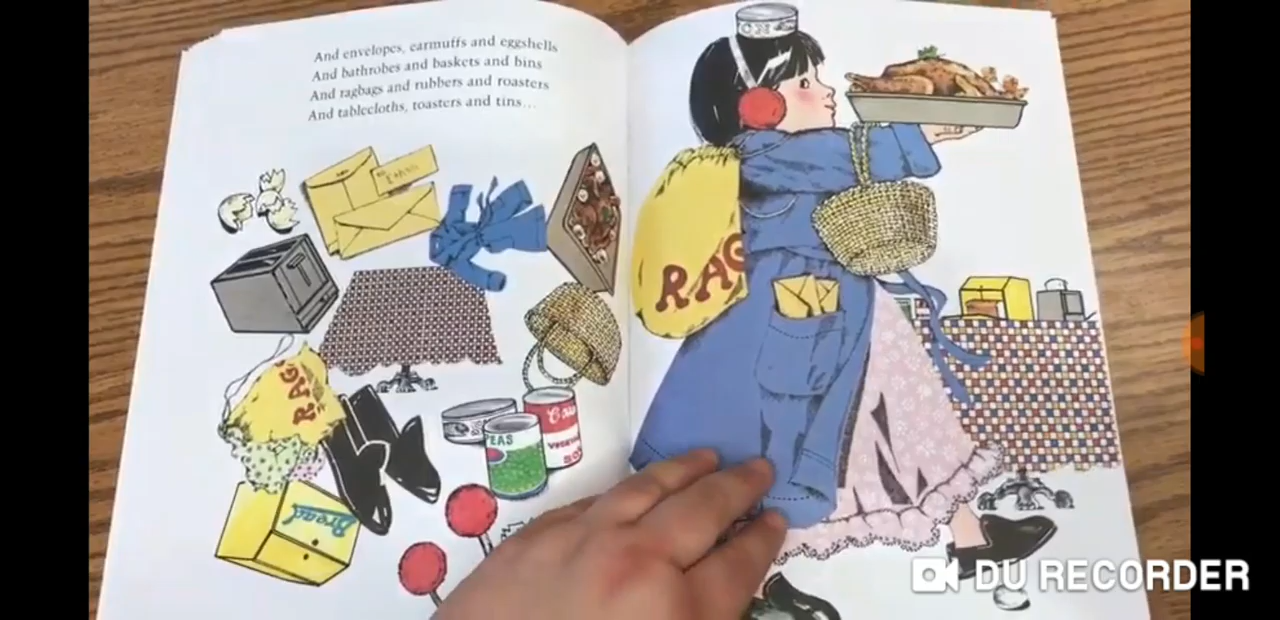 And envelopes, earmuffs and eggshells
And bathrobes and baskets and bins
And ragbags and rubbers and roasters
And tablecloths, toasters and tins...
RAG
RAGS
PEAS
Bread
DU RECORDER